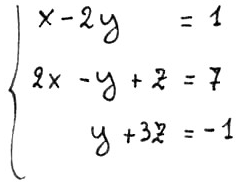 x - 2y = 1
2x - y + z = 7
y + 3z = -1